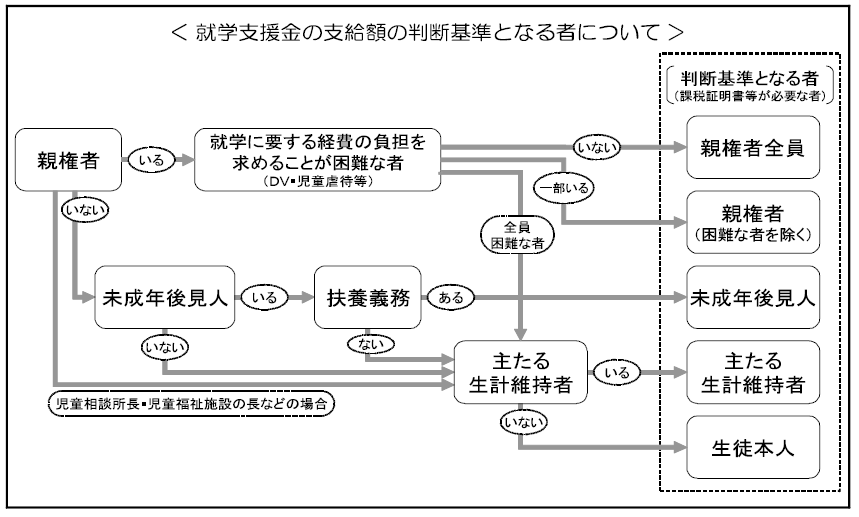 ＜ 就学支援金の支給額の判断基準となる者について ＞
判断基準となる者
（課税証明書等が必要な者）
親権者
いる
就学に要する経費の負担を
求めることが困難な者
（DV・児童虐待等）
いない
親権者全員
一部いる
親権者
（困難な者を除く）
いない
全員
困難な者
未成年後見人
いる
扶養義務
ある
未成年後見人
いない
ない
主たる
生計維持者
いる
主たる
生計維持者
児童相談所長・児童福祉施設の長などの場合
いない
生徒本人